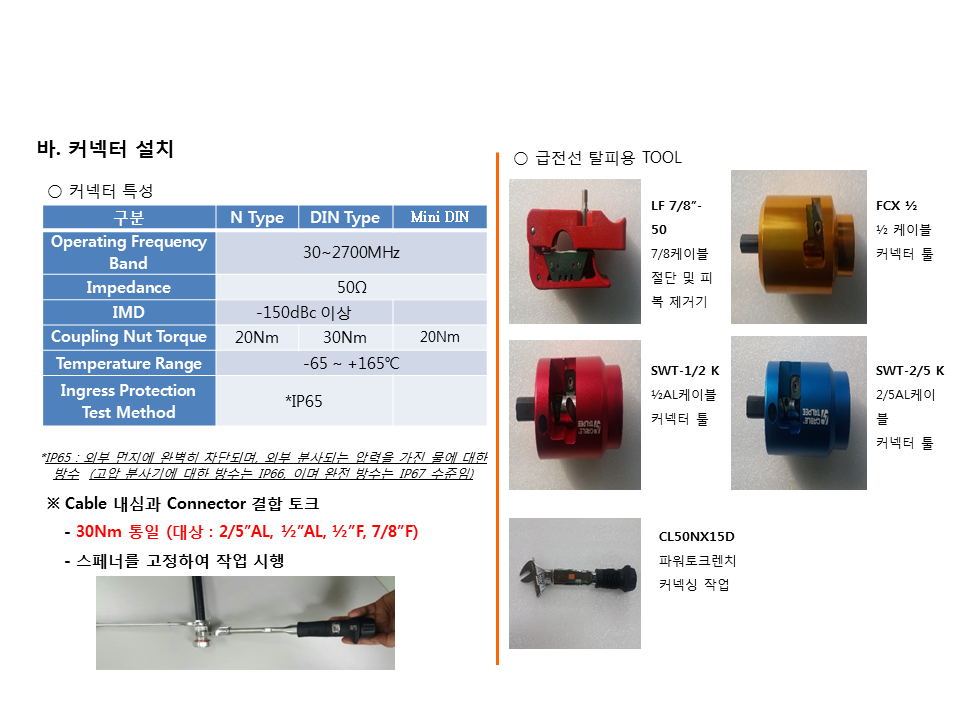 바. 커넥터 설치
○ 커넥터 특성
구분 N Type DIN Type Mini DIN
Operating Frequency
Band
30~2700MHz
Impedance 50Ω
IMD -150dBc 이상
Coupling Nut Torque 20Nm 30Nm 20Nm
Temperature Range -65 ~ +165℃
Ingress Protection
Test Method
*IP65
*IP65 : 외부 먼지에 완벽히 차단되며, 외부 분사되는 압력을 가진 물에 대한
방수 (고압 분사기에 대한 방수는 IP66, 이며 완전 방수는 IP67 수준임)
※ Cable 내심과 Connector 결합 토크
- 30Nm 통일 (대상 : 2/5”AL, ½”AL, ½”F, 7/8”F)
- 스페너를 고정하여 작업 시행
○ 급전선 탈피용 TOOL
LF 7/8”-
50
7/8케이블
절단 및 피
복 제거기
FCX ½
½ 케이블
커넥터 툴
SWT-1/2 K
½AL케이블
커넥터 툴
SWT-2/5 K
2/5AL케이
블
커넥터 툴
CL50NX15D
파워토크렌치
커넥싱 작업